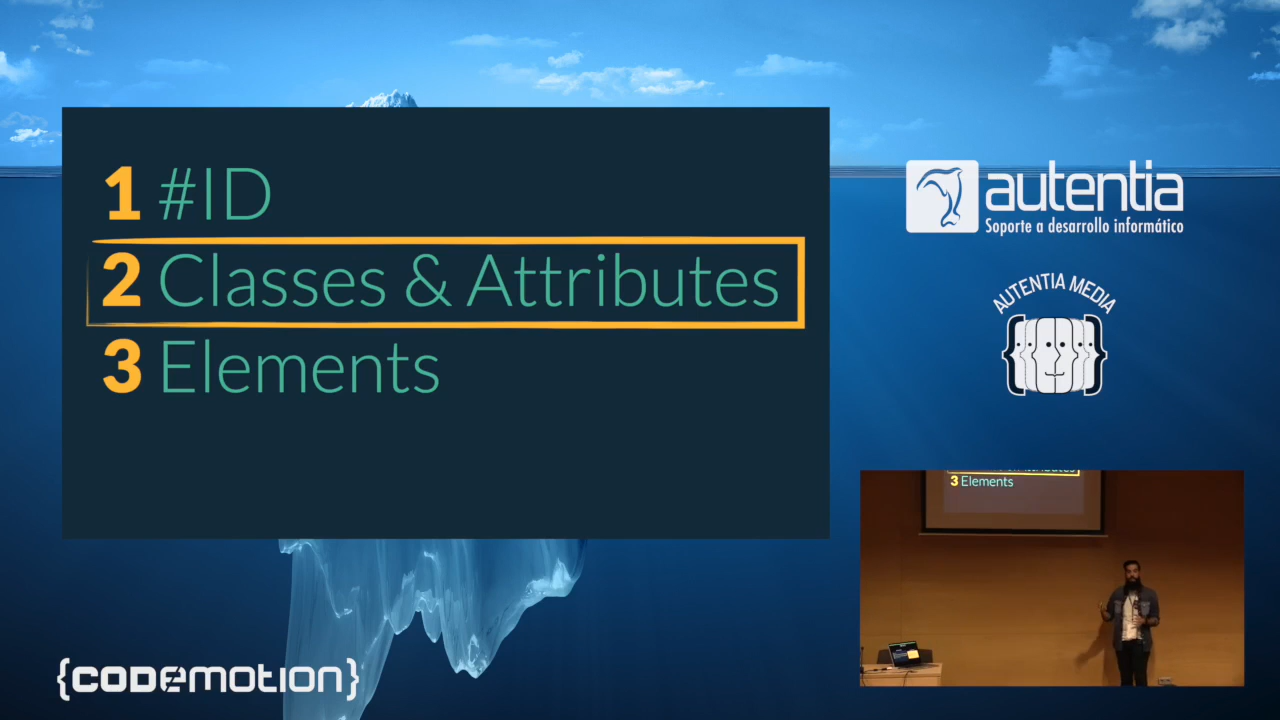 1 #ID
2 Classes & Attributes
3 Elements
autentia
Soporte a desarrollo informático
AUTENTIA MEDIA
3 Elements
{CODEMOTION}